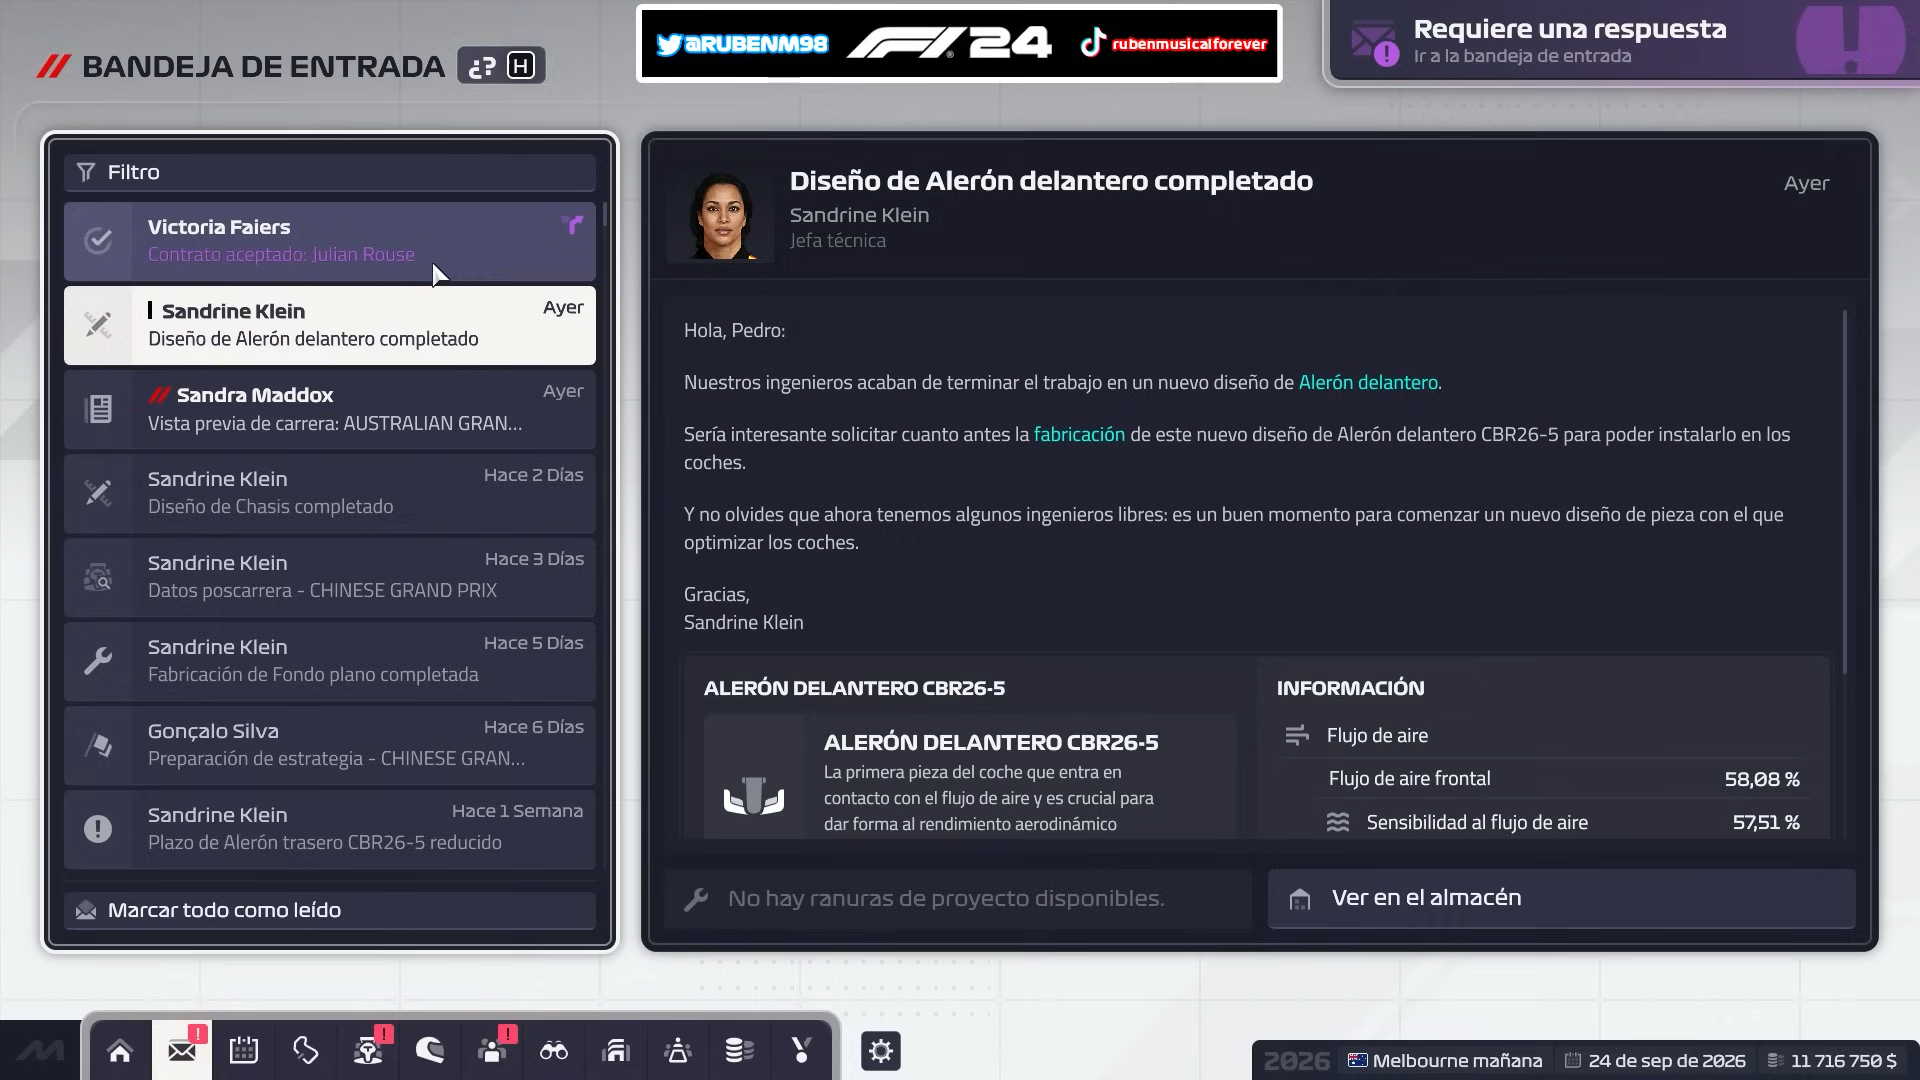 BANDEJA DE ENTRADA
¿? H
@RUBENM98 F1 24 rubenmusicalforever
Requiere una respuesta
Ir a la bandeja de entrada
Filtro
Victoria Faiers
Contrato aceptado: Julian Rouse
Sandrine Klein
Ayer
Diseño de Alerón delantero completado
Sandra Maddox
Ayer
Vista previa de carrera: AUSTRALIAN GRAN...
Sandrine Klein
Hace 2 Días
Diseño de Chasis completado
Sandrine Klein
Hace 3 Días
Datos poscarrera - CHINESE GRAND PRIX
Sandrine Klein
Hace 5 Días
Fabricación de Fondo plano completada
Gonçalo Silva
Hace 6 Días
Preparación de estrategia - CHINESE GRAN...
Sandrine Klein
Hace 1 Semana
Plazo de Alerón trasero CBR26-5 reducido
Marcar todo como leído
Diseño de Alerón delantero completado
Ayer
Sandrine Klein
Jefa técnica
Hola, Pedro:
Nuestros ingenieros acaban de terminar el trabajo en un nuevo diseño de Alerón delantero.
Sería interesante solicitar cuanto antes la fabricación de este nuevo diseño de Alerón delantero CBR26-5 para poder instalarlo en los
coches.
Y no olvides que ahora tenemos algunos ingenieros libres: es un buen momento para comenzar un nuevo diseño de pieza con el que
optimizar los coches.
Gracias,
Sandrine Klein
ALERÓN DELANTERO CBR26-5
ALERÓN DELANTERO CBR26-5
La primera pieza del coche que entra en
contacto con el flujo de aire y es crucial para
dar forma al rendimiento aerodinámico
INFORMACIÓN
Flujo de aire
Flujo de aire frontal 58,08 %
Sensibilidad al flujo de aire 57,51 %
No hay ranuras de proyecto disponibles.
Ver en el almacén
2026 Melbourne mañana 24 de sep de 2026 11 716 750 $